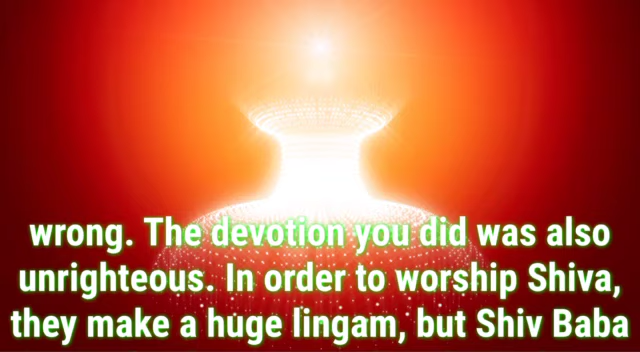 wrong. The devotion you did was also
unrighteous. In order to worship Shiva,
they make a huge lingam, but Shiv Baba